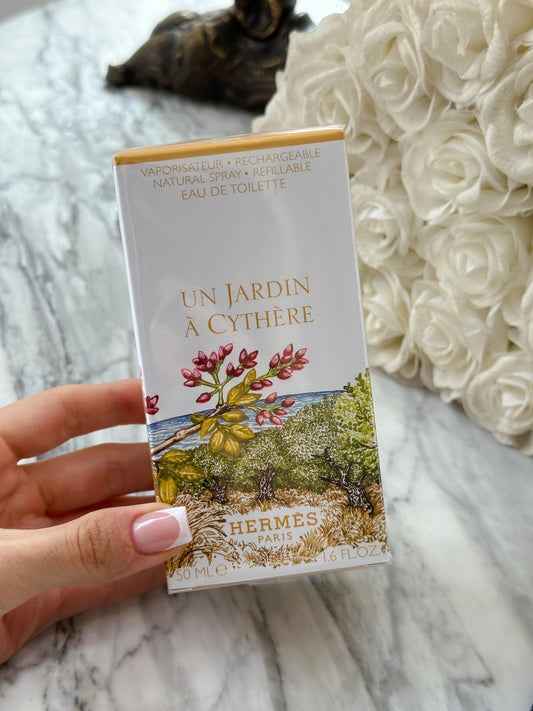 VAPORISATEUR • RECHARGEABLE
NATURAL SPRAY • REFILLABLE
EAU DE TOILETTE
UN JARDIN
À CYTHÈRE
HERMÈS
PARIS
50 ML e 1.6 FL.OZ.